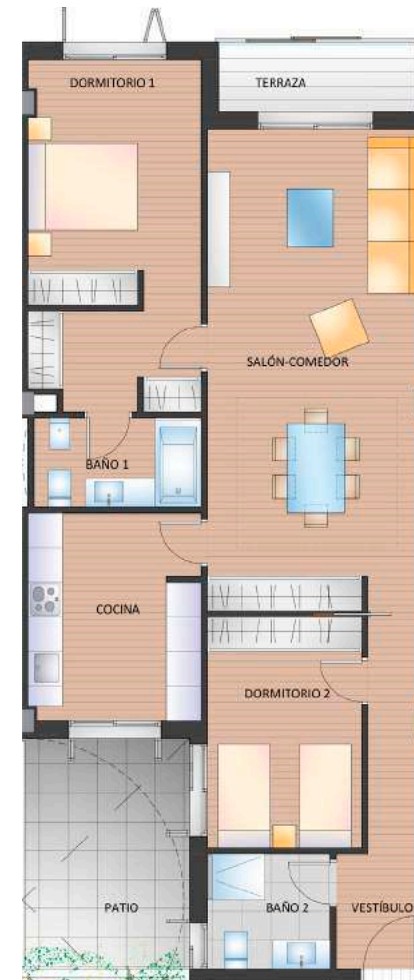 DORMITORIO 1
TERRAZA
SALÓN-COMEDOR
BAÑO 1
COCINA
DORMITORIO 2
PATIO
BAÑO 2
VESTÍBULO